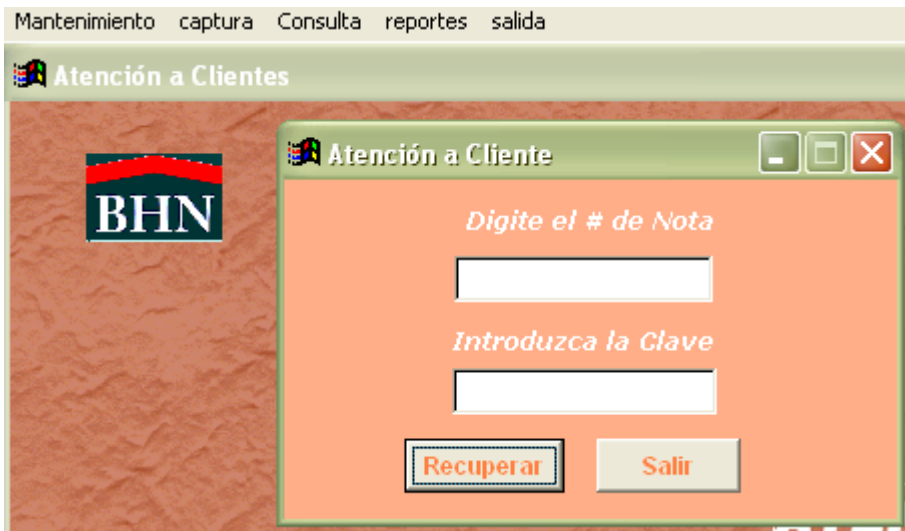 Mantenimiento captura Consulta reportes salida
Atención a Clientes
BHN
Atención a Cliente
Digite el # de Nota
Introduzca la Clave
Recuperar Salir